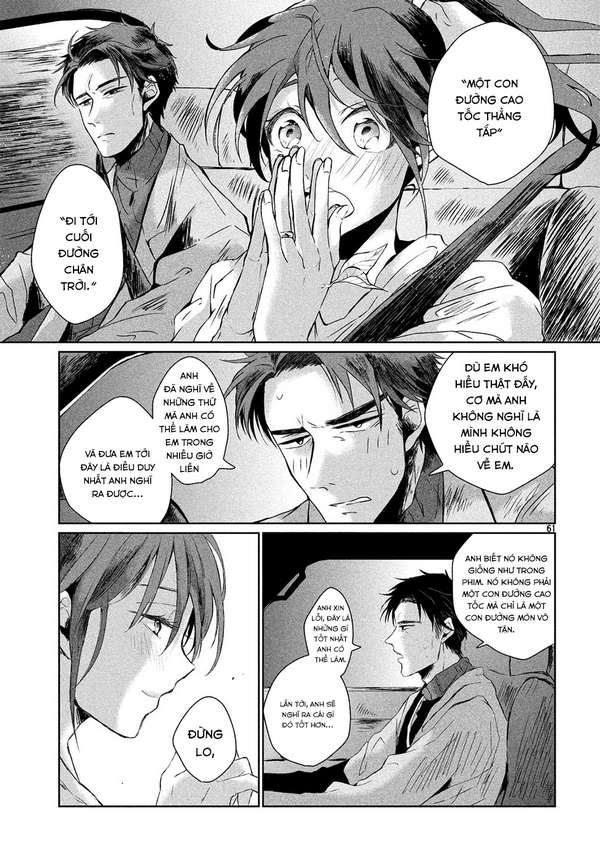 "MỘT CON
ĐƯỜNG CAO
TỐC THẲNG
TẮP"
"ĐI TỚI
CUỐI
ĐƯỜNG
CHÂN
TRỜI."
DÙ EM KHÓ
HIỂU THẬT ĐẤY,
CƠ MÀ ANH
KHÔNG NGHĨ LÀ
MÌNH KHÔNG
HIỂU CHÚT NÀO
VỀ EM.
ANH
ĐÃ NGHĨ VỀ
NHỮNG THỨ
MÀ ANH CÓ
THỂ LÀM CHO
EM TRONG
NHIỀU GIỜ
LIỀN
VÀ ĐƯA EM TỚI
ĐÂY LÀ ĐIỀU DUY
NHẤT ANH NGHĨ
RA ĐƯỢC...
61
ANH BIẾT NÓ KHÔNG
GIỐNG NHƯ TRONG
PHIM. NÓ KHÔNG PHẢI
MỘT CON ĐƯỜNG CAO
TỐC MÀ CHỈ LÀ MỘT
CON ĐƯỜNG MÒN VÔ
TẬN.
ANH XIN
LỖI, ĐÂY LÀ
NHỮNG GÌ
TỐT NHẤT
ANH CÓ
THỂ LÀM.
LẦN TỚI, ANH SẼ
NGHĨ RA CÁI GÌ
ĐÓ TỐT HƠN...
ĐỪNG
LO,